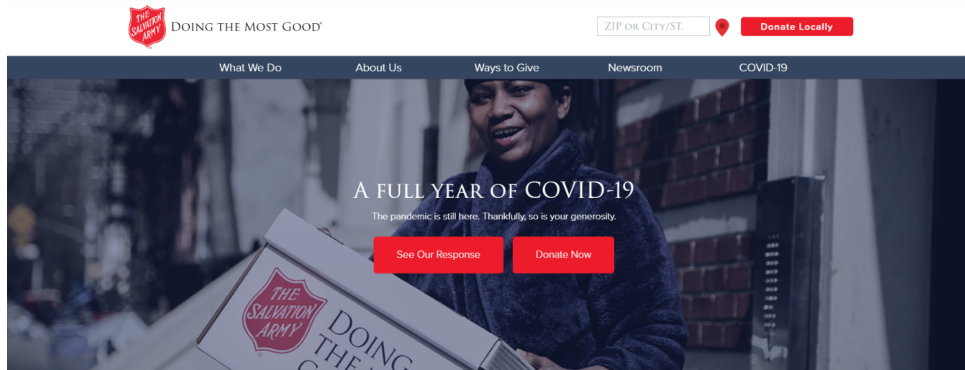 THE
SALVATION
ARMY
DOING THE MOST GOOD®
ZIP OR CITY/ST.
Donate Locally
What We Do
About Us
Ways to Give
Newsroom
COVID-19
A FULL YEAR OF COVID-19
The pandemic is still here. Thankfully, so is your generosity.
See Our Response
Donate Now
THE
SALVATION
ARMY
DOING
THE